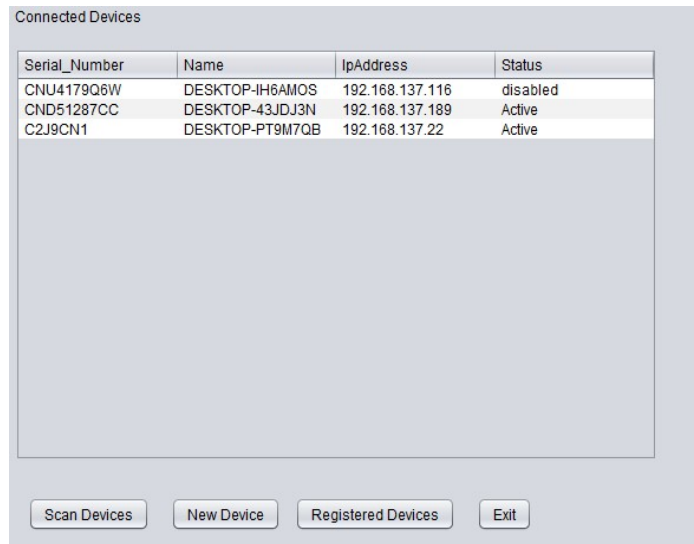 Connected Devices
Serial_Number Name IpAddress Status
CNU4179Q6W DESKTOP-IH6AMOS 192.168.137.116 disabled
CND51287CC DESKTOP-43JDJ3N 192.168.137.189 Active
C2J9CN1 DESKTOP-PT9M7QB 192.168.137.22 Active
Scan Devices New Device Registered Devices Exit